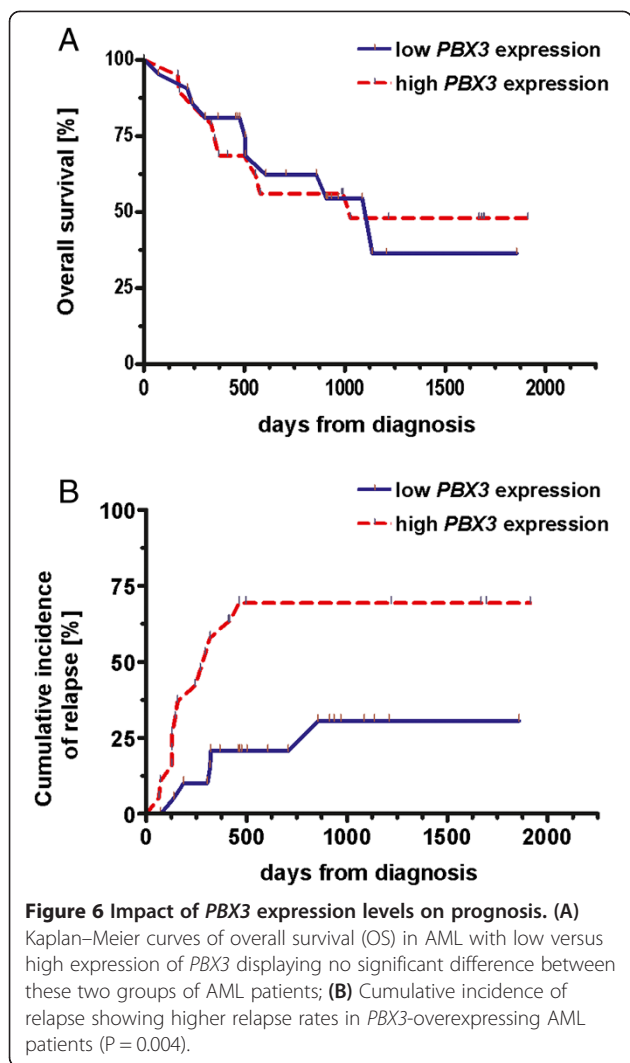 A
low PBX3 expression
high PBX3 expression
100
75
50
25
0
Overall survival [%]
0 500 1000 1500 2000
days from diagnosis
B
low PBX3 expression
high PBX3 expression
100
75
50
25
0
Cumulative incidence
of relapse [%]
0 500 1000 1500 2000
days from diagnosis
Figure 6 Impact of PBX3 expression levels on prognosis. (A)
Kaplan–Meier curves of overall survival (OS) in AML with low versus
high expression of PBX3 displaying no significant difference between
these two groups of AML patients; (B) Cumulative incidence of
relapse showing higher relapse rates in PBX3-overexpressing AML
patients (P = 0.004).